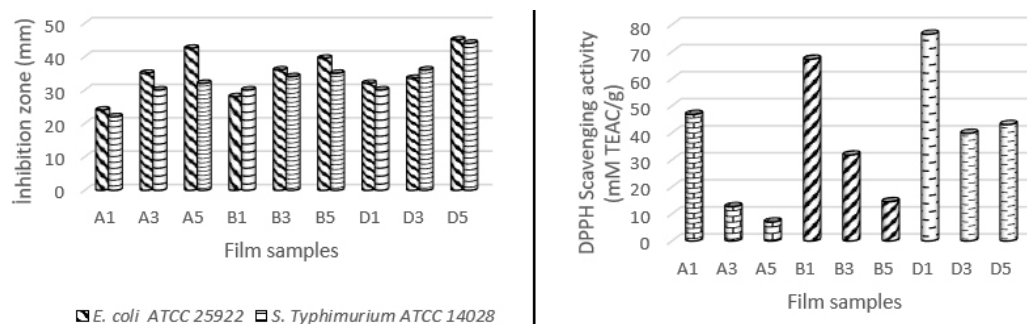 İnhibition zone (mm)
50
40
30
20
10
0
A1 A3 A5 B1 B3 B5 D1 D3 D5
Film samples
E. coli ATCC 25922 S. Typhimurium ATCC 14028
DPPH Scavenging activity
(mM TEAC/g)
80
70
60
50
40
30
20
10
0
A1 A3 A5 B1 B3 B5 D1 D3 D5
Film samples